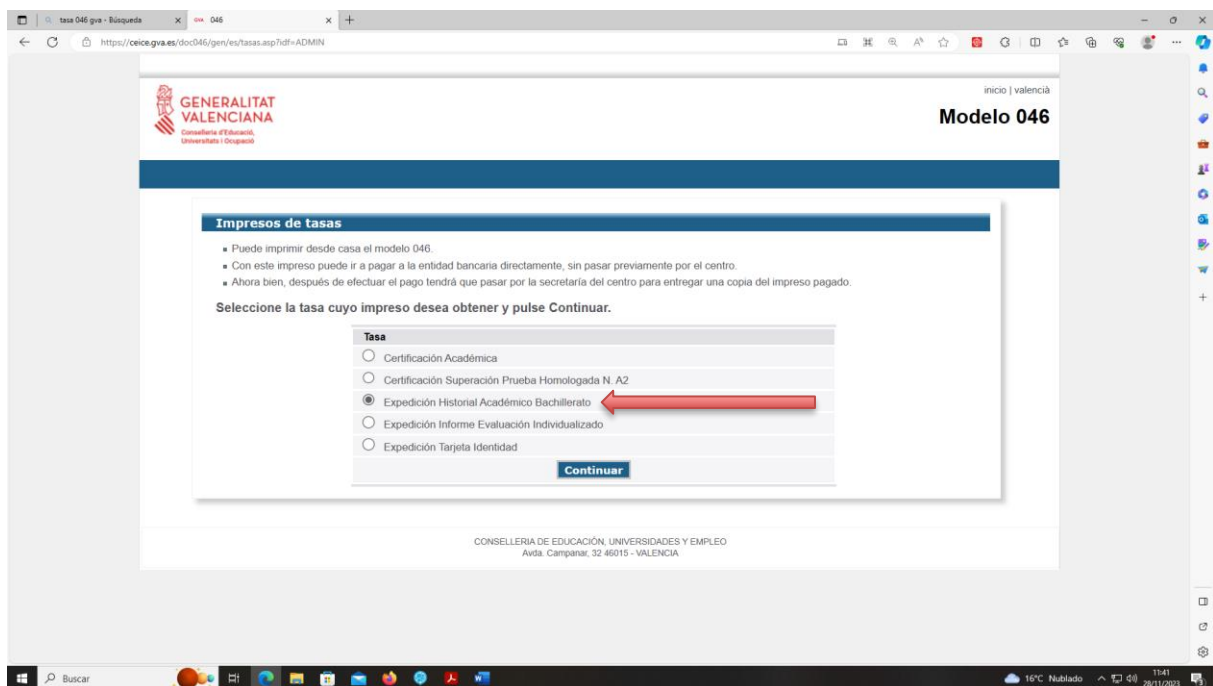 tasa 046 gva - Búsqueda
GVA 046
https://ceice.gva.es/doc046/gen/es/tasas.asp?idf=ADMIN
inicio | valencià
GENERALITAT
VALENCIANA
Conselleria d'Educació,
Universitats i Ocupació
Modelo 046
Impresos de tasas
Puede imprimir desde casa el modelo 046.
Con este impreso puede ir a pagar a la entidad bancaria directamente, sin pasar previamente por el centro.
Ahora bien, después de efectuar el pago tendrá que pasar por la secretaría del centro para entregar una copia del impreso pagado.
Seleccione la tasa cuyo impreso desea obtener y pulse Continuar.
Tasa
Certificación Académica
Certificación Superación Prueba Homologada N. A2
Expedición Historial Académico Bachillerato
Expedición Informe Evaluación Individualizado
Expedición Tarjeta Identidad
Continuar
CONSELLERIA DE EDUCACIÓN, UNIVERSIDADES Y EMPLEO
Avda. Campanar, 32 46015 - VALENCIA
Buscar
16°C Nublado
11:41
28/11/2023